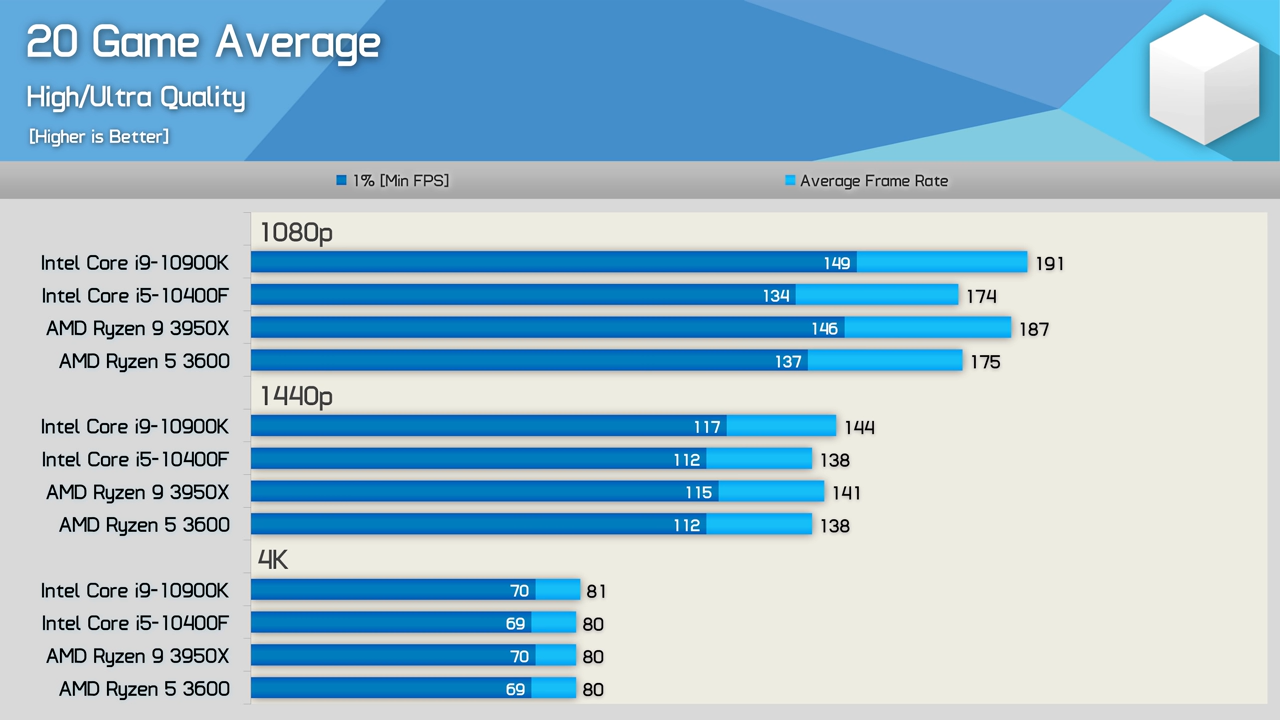 20 Game Average
High/Ultra Quality
[Higher is Better]
1% [Min FPS] Average Frame Rate
1080p
Intel Core i9-10900K 149 191
Intel Core i5-10400F 134 174
AMD Ryzen 9 3950X 146 187
AMD Ryzen 5 3600 137 175
1440p
Intel Core i9-10900K 117 144
Intel Core i5-10400F 112 138
AMD Ryzen 9 3950X 115 141
AMD Ryzen 5 3600 112 138
4K
Intel Core i9-10900K 70 81
Intel Core i5-10400F 69 80
AMD Ryzen 9 3950X 70 80
AMD Ryzen 5 3600 69 80